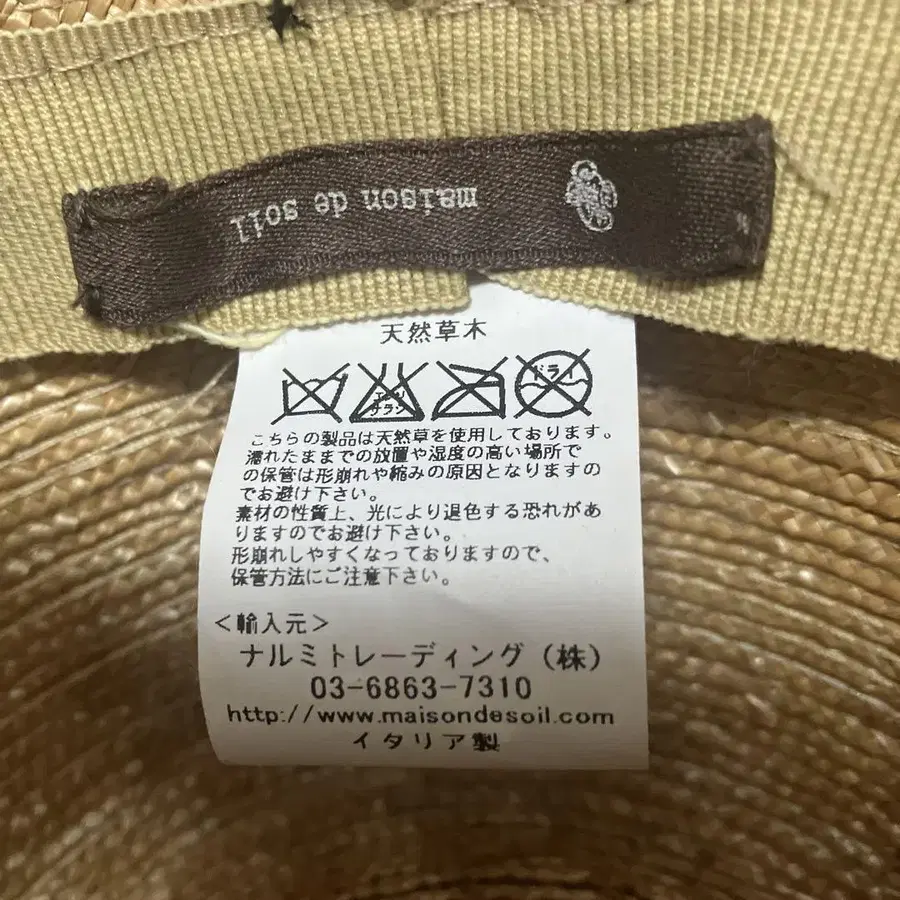 maison de soil
天然草木
エンソ
サラシ
ドライ
こちらの製品は天然草を使用しております。
濡れたままでの放置や湿度の高い場所で
の保管は形崩れや縮みの原因となりますの
でお避け下さい。
素材の性質上、光により退色する恐れがあ
りますのでお避け下さい。
形崩れしやすくなっておりますので、
保管方法にご注意下さい。
＜輸入元＞
ナルミトレーディング（株）
03-6863-7310
http://www.maisondesoil.com
イタリア製